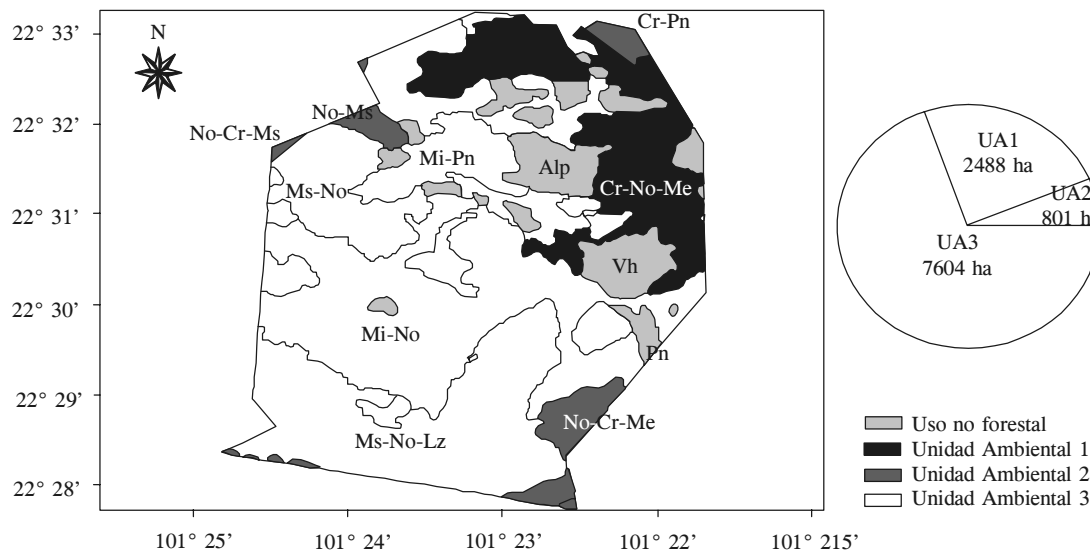 22° 33’
22° 32’
22° 31’
22° 30’
22° 29’
22° 28’
N
Cr-Pn
No-Ms
No-Cr-Ms
Mi-Pn
Alp
Ms-No
Cr-No-Me
Vh
Mi-No
Pn
No-Cr-Me
Ms-No-Lz
101° 25’
101° 24’
101° 23’
101° 22’
101° 215’
UA1
2488 ha
UA2
801 h
UA3
7604 ha
Uso no forestal
Unidad Ambiental 1
Unidad Ambiental 2
Unidad Ambiental 3